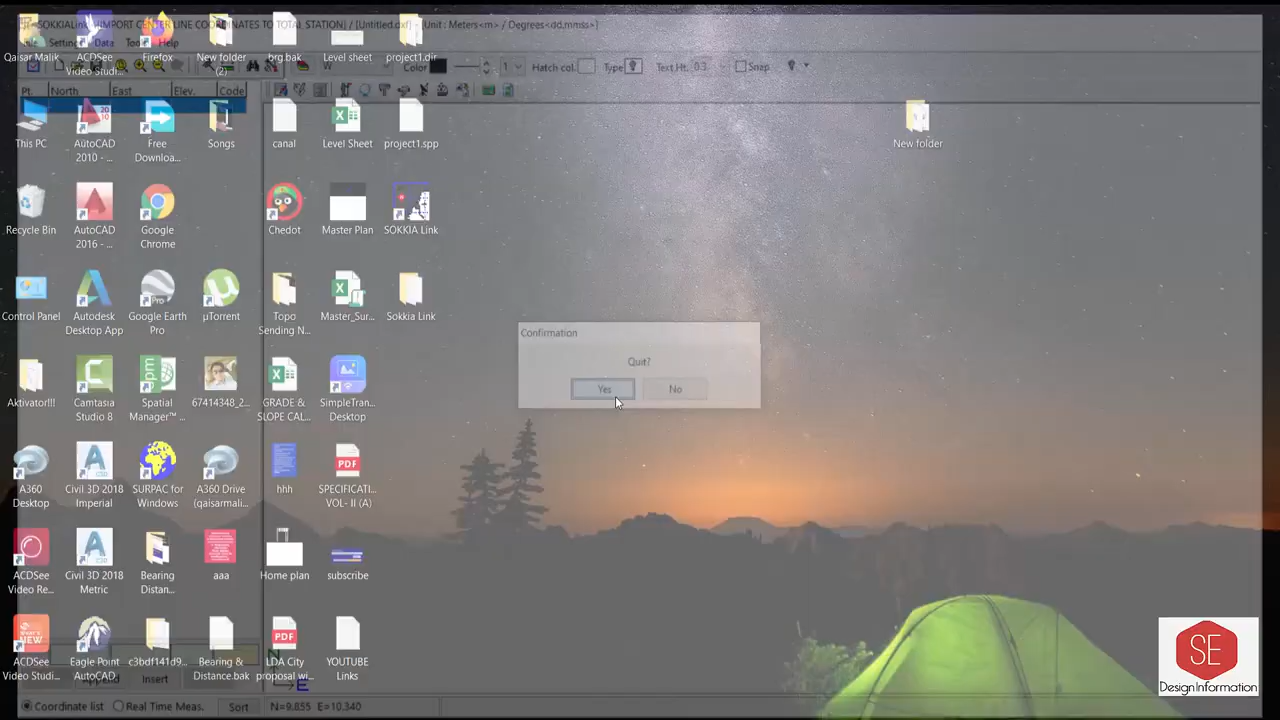 SOKKIALink [IMPORT CENTER LINE COORDINATES TO TOTAL STATION] / [Untitled.dxf] - [Unit : Meters<m> / Degrees<dd.mmss>]
Data
Help
Qaisar Malik
ACDSee
Video Studi...
Firefox
New folder
(2)
brg.bak
Level sheet
project1.dir
Color
1
Hatch col.
Type
Text Ht.
0.3
Snap
Pt.
North
East
Elev.
Code
This PC
AutoCAD
2010 - ...
Free
Downloa...
Songs
canal
Level Sheet
project1.spp
New folder
Recycle Bin
AutoCAD
2016 - ...
Google
Chrome
Chedot
Master Plan
SOKKIA Link
Control Panel
Autodesk
Desktop App
Google Earth
Pro
µTorrent
Topo
Sending N...
Master_Sur...
Sokkia Link
Confirmation
Quit?
Yes
No
Aktivator!!!
Camtasia
Studio 8
Spatial
Manager™ ...
67414348_2...
GRADE &
SLOPE CAL...
SimpleTran...
Desktop
A360
Desktop
Civil 3D 2018
Imperial
SURPAC for
Windows
A360 Drive
(qaisarmali...
hhh
PDF
SPECIFICATI...
VOL- II (A)
ACDSee
Video Re...
Civil 3D 2018
Metric
Bearing
Distan...
aaa
Home plan
subscribe
ACDSee
Video Studi...
Eagle Point
AutoCAD
c3bdf141d9...
Bearing &
Distance.bak
PDF
LDA City
proposal wi...
YOUTUBE
Links
Append
Insert
E
Coordinate list
Real Time Meas.
Sort
N=9.855 E=10.340
SE
Design Information